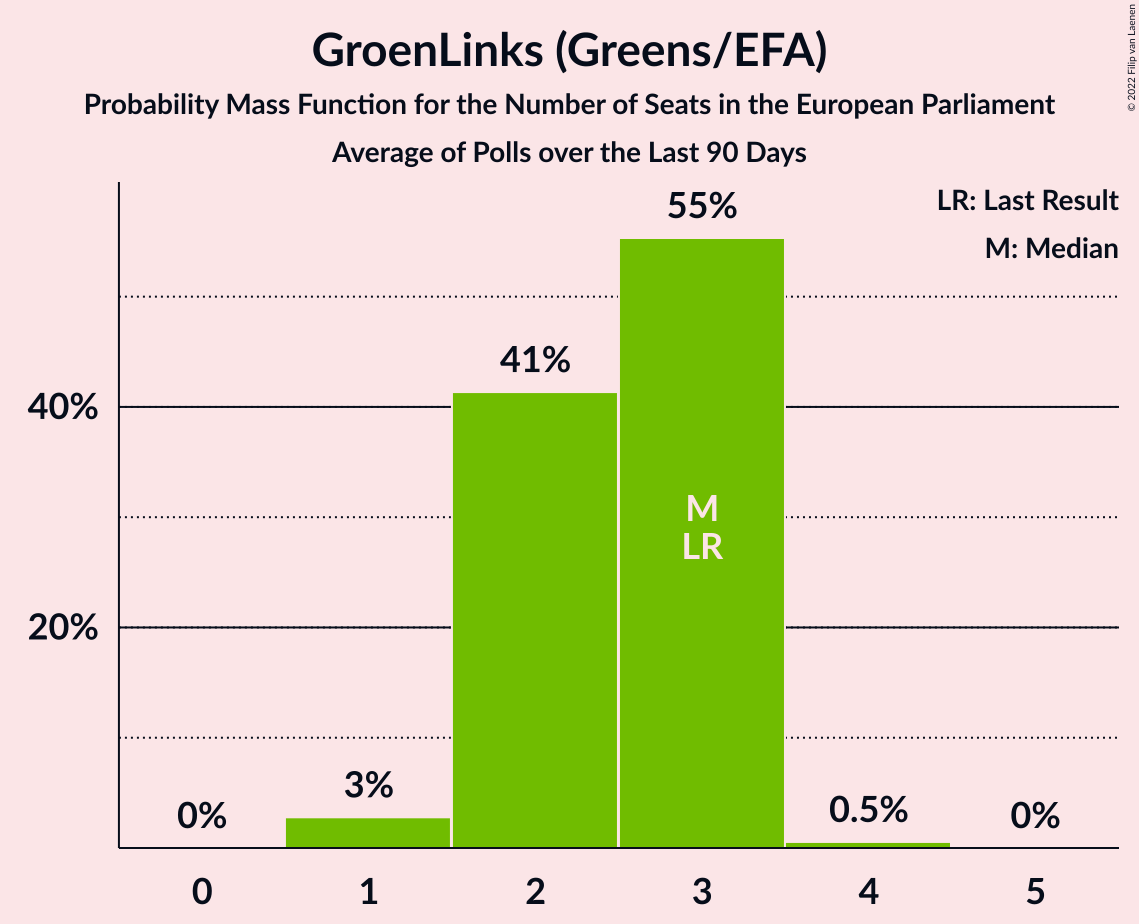 GroenLinks (Greens/EFA)
Probability Mass Function for the Number of Seats in the European Parliament
Average of Polls over the Last 90 Days
© 2022 Filip van Laenen
LR: Last Result
M: Median
55%
41%
40%
M
LR
20%
3%
0%
0.5%
0%
0 1 2 3 4 5